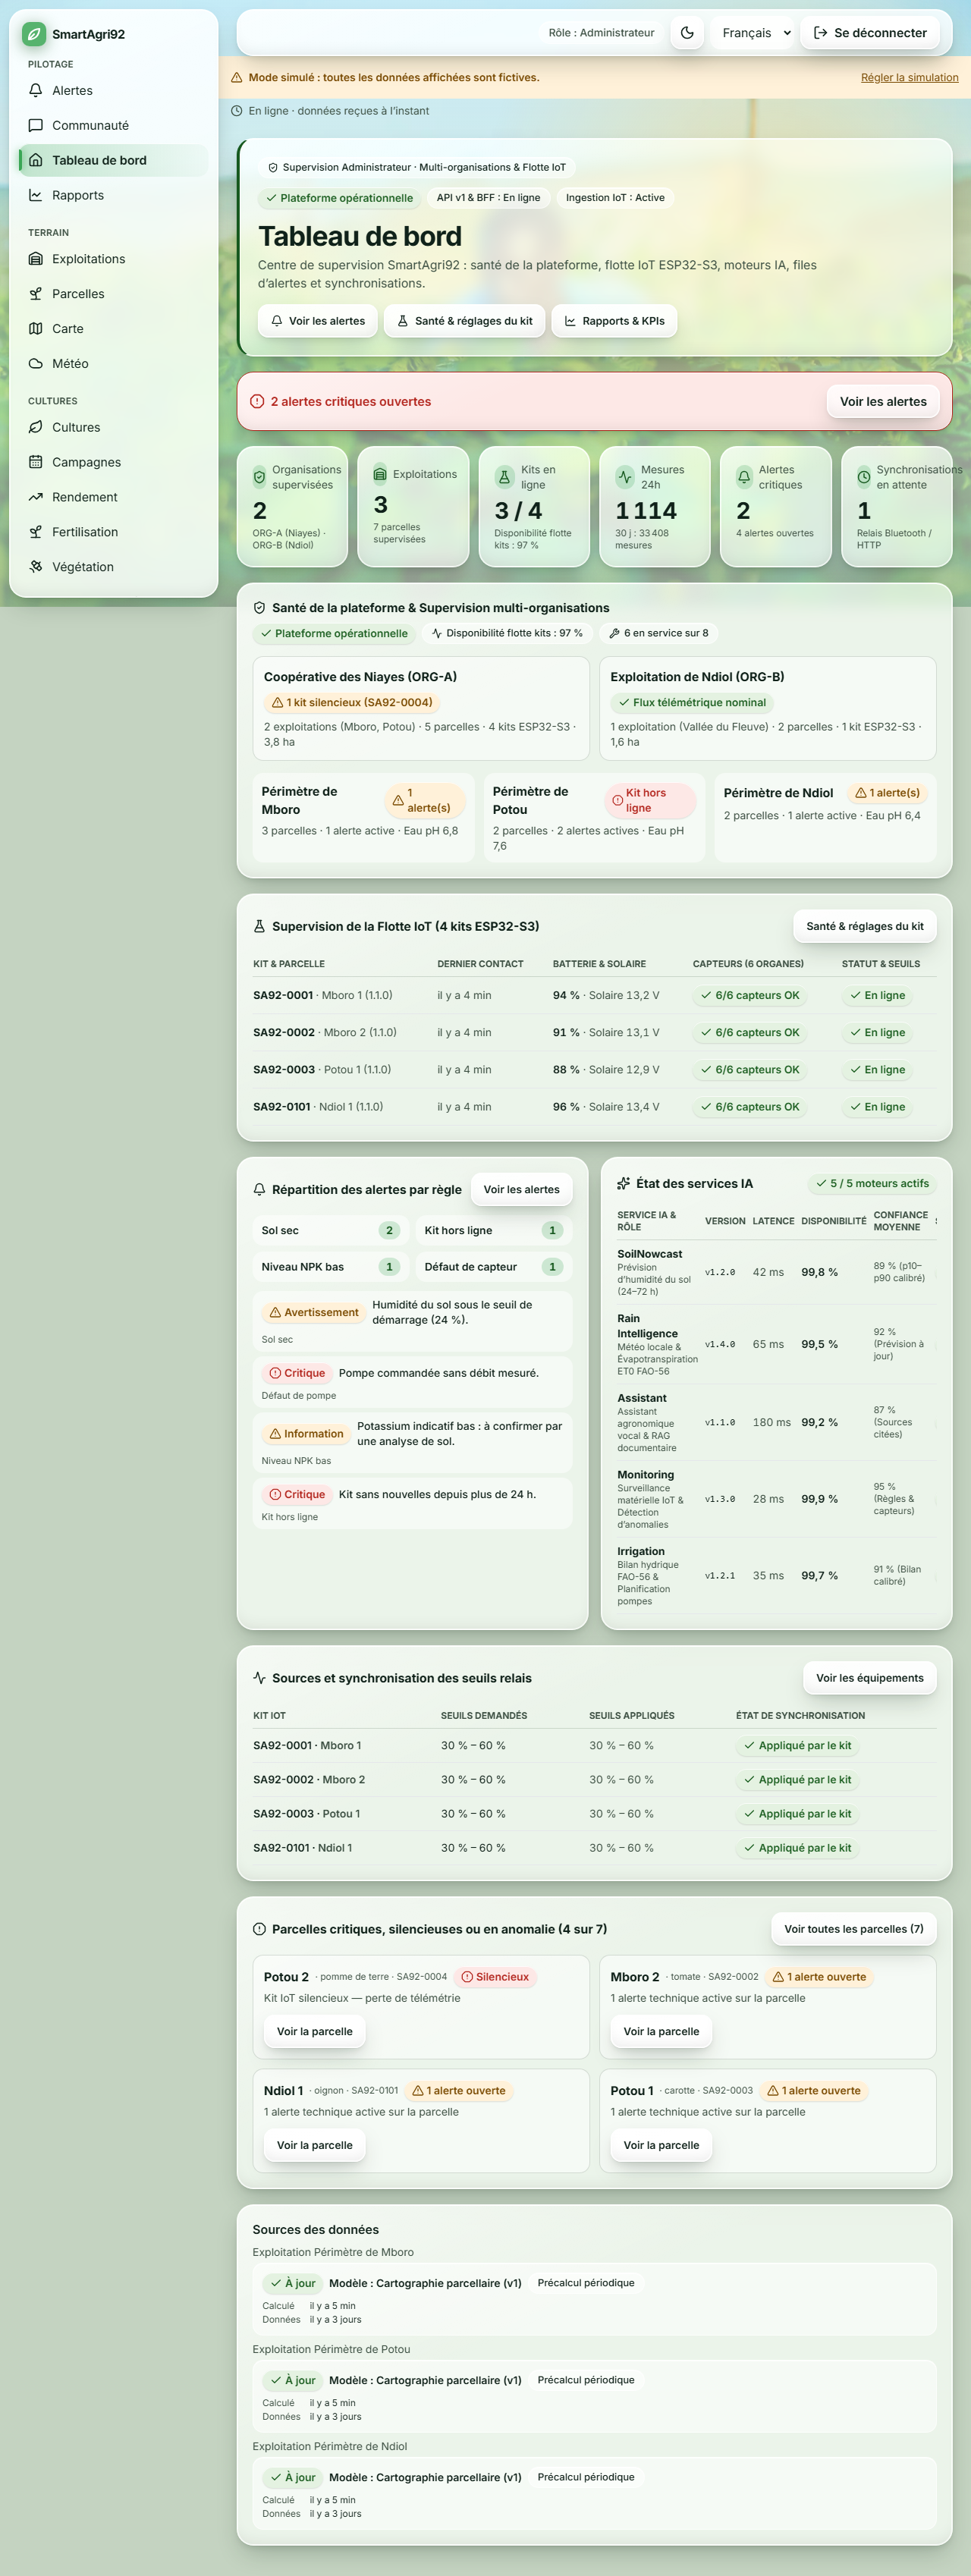 SmartAgri92
PILOTAGE
Alertes
Communauté
Tableau de bord
Rapports
TERRAIN
Exploitations
Parcelles
Carte
Météo
CULTURES
Cultures
Campagnes
Rendement
Fertilisation
Végétation
Rôle : Administrateur
Français
Se déconnecter
Mode simulé : toutes les données affichées sont fictives.
Régler la simulation
En ligne · données reçues à l'instant
Supervision Administrateur · Multi-organisations & Flotte IoT
Plateforme opérationnelle
API v1 & BFF : En ligne
Ingestion IoT : Active
Tableau de bord
Centre de supervision SmartAgri92 : santé de la plateforme, flotte IoT ESP32-S3, moteurs IA, files
d'alertes et synchronisations.
Voir les alertes
Santé & réglages du kit
Rapports & KPIs
2 alertes critiques ouvertes
Voir les alertes
Organisations
supervisées
2
ORG-A (Niayes) ·
ORG-B (Ndiol)
Exploitations
3
7 parcelles
supervisées
Kits en
ligne
3 / 4
Disponibilité flotte
kits : 97 %
Mesures
24h
1 114
30 j : 33 408
mesures
Alertes
critiques
2
4 alertes ouvertes
Synchronisations
en attente
1
Relais Bluetooth /
HTTP
Santé de la plateforme & Supervision multi-organisations
Plateforme opérationnelle
Disponibilité flotte kits : 97 %
6 en service sur 8
Coopérative des Niayes (ORG-A)
1 kit silencieux (SA92-0004)
2 exploitations (Mboro, Potou) · 5 parcelles · 4 kits ESP32-S3 ·
3,8 ha
Exploitation de Ndiol (ORG-B)
Flux télémétrique nominal
1 exploitation (Vallée du Fleuve) · 2 parcelles · 1 kit ESP32-S3 ·
1,6 ha
Périmètre de
Mboro
1
alerte(s)
3 parcelles · 1 alerte active · Eau pH 6,8
Périmètre de
Potou
Kit hors
ligne
2 parcelles · 2 alertes actives · Eau pH
7,6
Périmètre de Ndiol
1 alerte(s)
2 parcelles · 1 alerte active · Eau pH 6,4
Supervision de la Flotte IoT (4 kits ESP32-S3)
Santé & réglages du kit
KIT & PARCELLE DERNIER CONTACT BATTERIE & SOLAIRE CAPTEURS (6 ORGANES) STATUT & SEUILS
SA92-0001 · Mboro 1 (1.1.0) il y a 4 min 94 % · Solaire 13,2 V 6/6 capteurs OK En ligne
SA92-0002 · Mboro 2 (1.1.0) il y a 4 min 91 % · Solaire 13,1 V 6/6 capteurs OK En ligne
SA92-0003 · Potou 1 (1.1.0) il y a 4 min 88 % · Solaire 12,9 V 6/6 capteurs OK En ligne
SA92-0101 · Ndiol 1 (1.1.0) il y a 4 min 96 % · Solaire 13,4 V 6/6 capteurs OK En ligne
Répartition des alertes par règle
Voir les alertes
Sol sec 2
Kit hors ligne 1
Niveau NPK bas 1
Défaut de capteur 1
Avertissement
Humidité du sol sous le seuil de
démarrage (24 %).
Sol sec
Critique
Pompe commandée sans débit mesuré.
Défaut de pompe
Information
Potassium indicatif bas : à confirmer par
une analyse de sol.
Niveau NPK bas
Critique
Kit sans nouvelles depuis plus de 24 h.
Kit hors ligne
État des services IA
5 / 5 moteurs actifs
SERVICE IA &
RÔLE
VERSION LATENCE DISPONIBILITÉ
CONFIANCE
MOYENNE
SoilNowcast
Prévision
d'humidité du sol
(24–72 h)
v1.2.0 42 ms 99,8 %
89 % (p10–
p90 calibré)
Rain
Intelligence
Météo locale &
Évapotranspiration
ET0 FAO-56
v1.4.0 65 ms 99,5 %
92 %
(Prévision à
jour)
Assistant
Assistant
agronomique
vocal & RAG
documentaire
v1.1.0 180 ms 99,2 %
87 %
(Sources
citées)
Monitoring
Surveillance
matérielle IoT &
Détection
d'anomalies
v1.3.0 28 ms 99,9 %
95 %
(Règles &
capteurs)
Irrigation
Bilan hydrique
FAO-56 &
Planification
pompes
v1.2.1 35 ms 99,7 %
91 % (Bilan
calibré)
Sources et synchronisation des seuils relais
Voir les équipements
KIT IOT SEUILS DEMANDÉS SEUILS APPLIQUÉS ÉTAT DE SYNCHRONISATION
SA92-0001 · Mboro 1 30 % – 60 % 30 % – 60 % Appliqué par le kit
SA92-0002 · Mboro 2 30 % – 60 % 30 % – 60 % Appliqué par le kit
SA92-0003 · Potou 1 30 % – 60 % 30 % – 60 % Appliqué par le kit
SA92-0101 · Ndiol 1 30 % – 60 % 30 % – 60 % Appliqué par le kit
Parcelles critiques, silencieuses ou en anomalie (4 sur 7)
Voir toutes les parcelles (7)
Potou 2 · pomme de terre · SA92-0004 Silencieux
Kit IoT silencieux — perte de télémétrie
Voir la parcelle
Mboro 2 · tomate · SA92-0002 1 alerte ouverte
1 alerte technique active sur la parcelle
Voir la parcelle
Ndiol 1 · oignon · SA92-0101 1 alerte ouverte
1 alerte technique active sur la parcelle
Voir la parcelle
Potou 1 · carotte · SA92-0003 1 alerte ouverte
1 alerte technique active sur la parcelle
Voir la parcelle
Sources des données
Exploitation Périmètre de Mboro
À jour Modèle : Cartographie parcellaire (v1) Précalcul périodique
Calculé il y a 5 min
Données il y a 3 jours
Exploitation Périmètre de Potou
À jour Modèle : Cartographie parcellaire (v1) Précalcul périodique
Calculé il y a 5 min
Données il y a 3 jours
Exploitation Périmètre de Ndiol
À jour Modèle : Cartographie parcellaire (v1) Précalcul périodique
Calculé il y a 5 min
Données il y a 3 jours